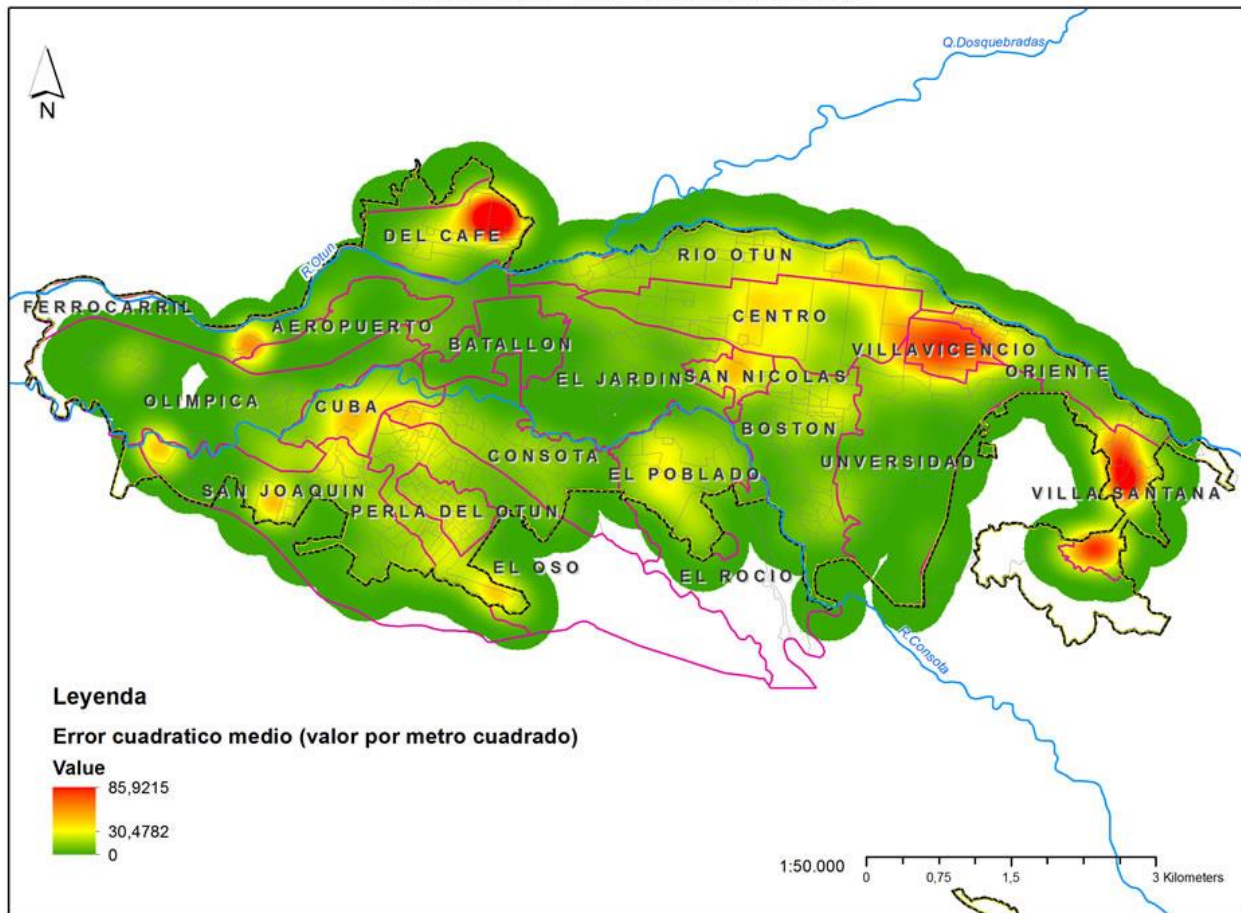 Q.Dosquebradas
N
DEL CAFE
RIO OTUN
R.Otun
FERROCARRIL
AEROPUERTO
CENTRO
BATALLON
VILLAVICENCIO
ORIENTE
EL JARDIN
SAN NICOLAS
OLIMPICA
CUBA
BOSTON
CONSOTA
EL POBLADO
UNVERSIDAD
SAN JOAQUIN
VILLA SANTANA
PERLA DEL OTUN
EL OSO
EL ROCIO
R.Consota
Leyenda
Error cuadratico medio (valor por metro cuadrado)
Value
85,9215
30,4782
0
1:50.000
0 0,75 1,5 3 Kilometers